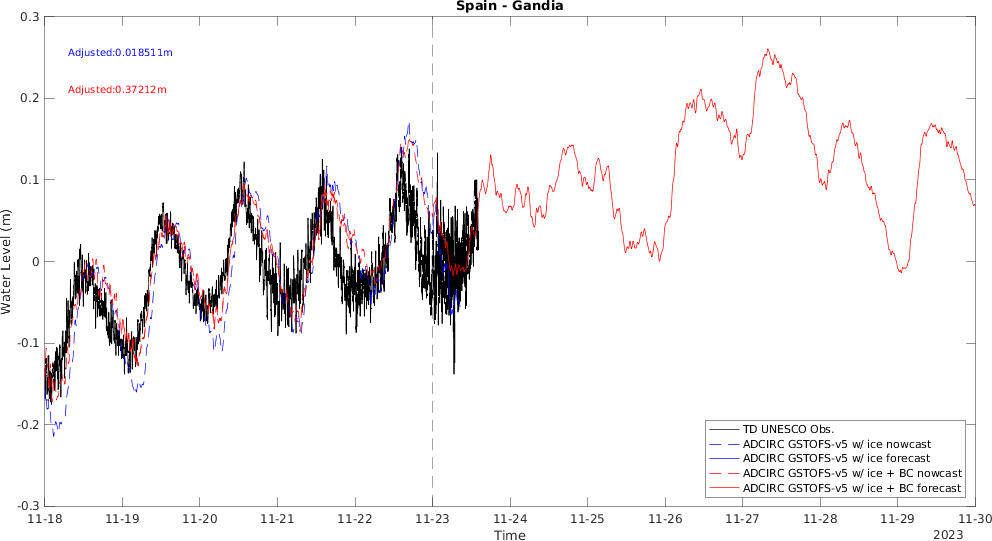 Spain - Gandia
Adjusted:0.018511m
Adjusted:0.37212m
Water Level (m)
0.3
0.2
0.1
0
-0.1
-0.2
-0.3
TD UNESCO Obs.
ADCIRC GSTOFS-v5 w/ ice nowcast
ADCIRC GSTOFS-v5 w/ ice forecast
ADCIRC GSTOFS-v5 w/ ice + BC nowcast
ADCIRC GSTOFS-v5 w/ ice + BC forecast
11-18 11-19 11-20 11-21 11-22 11-23 11-24 11-25 11-26 11-27 11-28 11-29 11-30
Time
2023